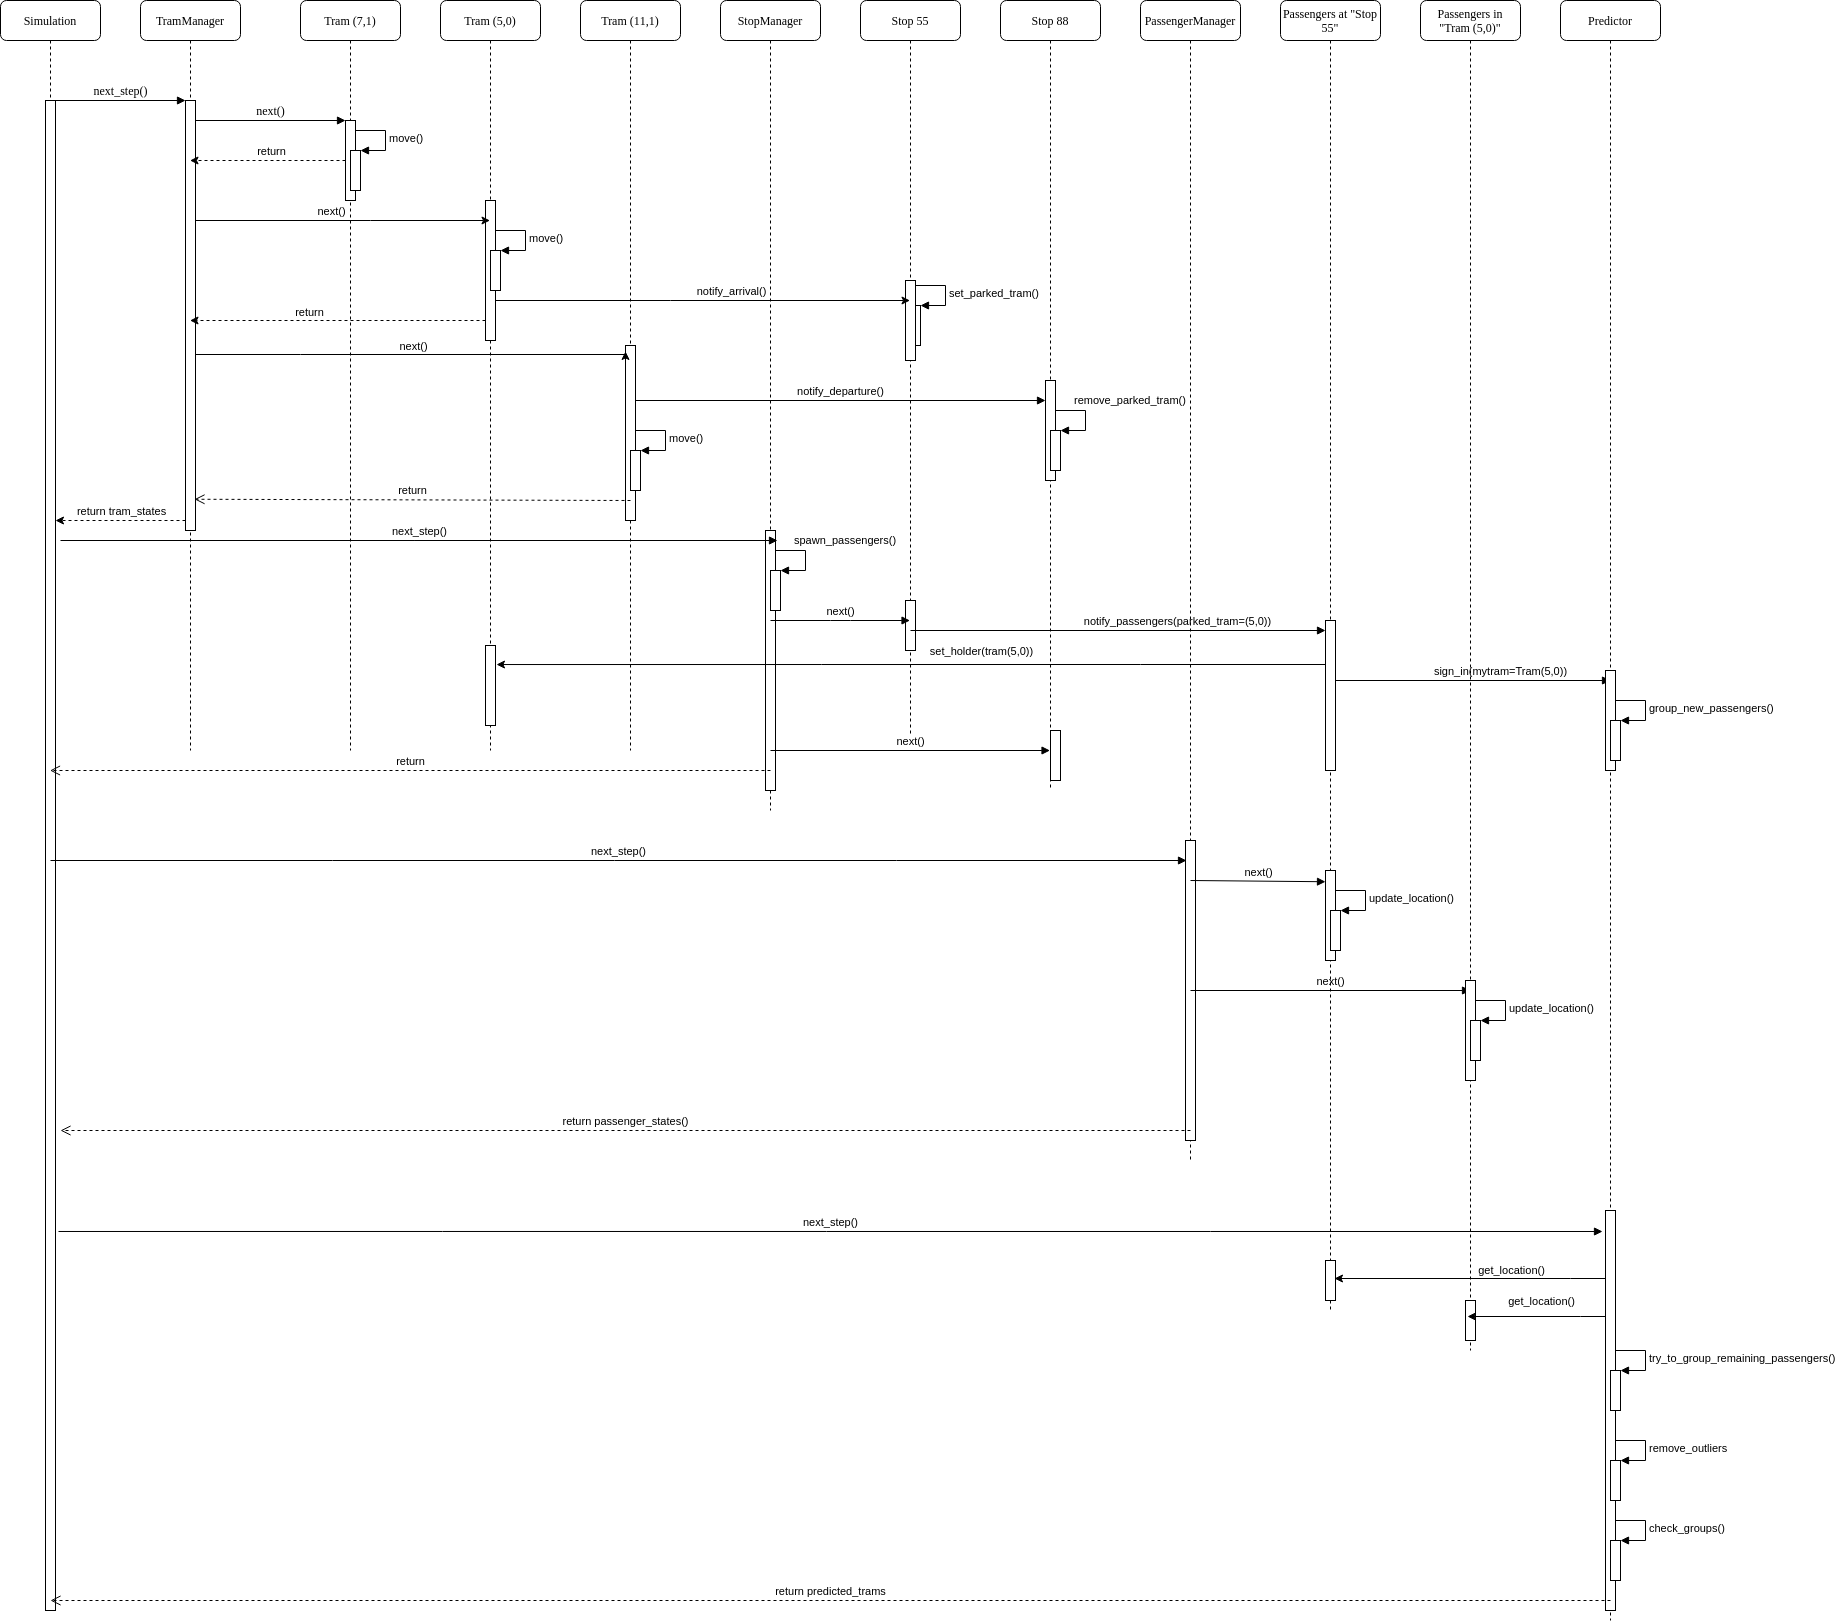 Simulation
TramManager
Tram (7,1)
Tram (5,0)
Tram (11,1)
StopManager
Stop 55
Stop 88
PassengerManager
Passengers at "Stop
55"
Passengers in
"Tram (5,0)"
Predictor
next_step()
next()
move()
return
next()
move()
notify_arrival()
set_parked_tram()
return
next()
notify_departure()
remove_parked_tram()
move()
return
return tram_states
next_step()
spawn_passengers()
next()
notify_passengers(parked_tram=(5,0))
set_holder(tram(5,0))
sign_in(mytram=Tram(5,0))
group_new_passengers()
next()
return
next_step()
next()
update_location()
next()
update_location()
return passenger_states()
next_step()
get_location()
get_location()
try_to_group_remaining_passengers()
remove_outliers
check_groups()
return predicted_trams